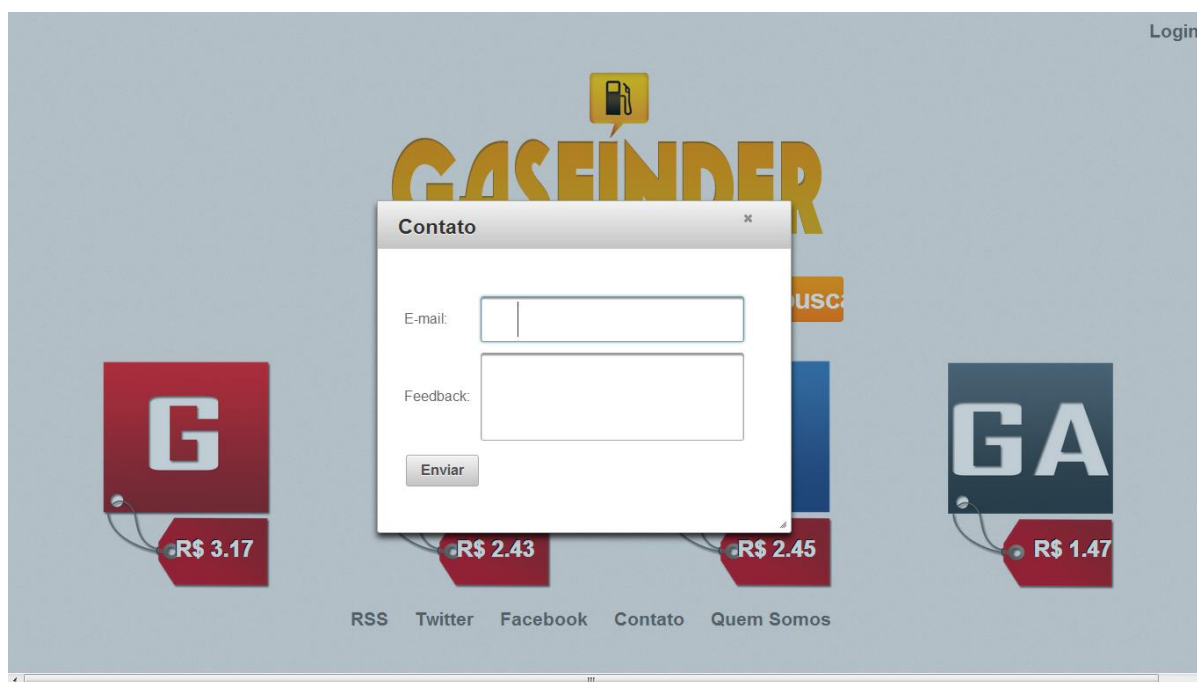 Login
GASFINDER
Contato
E-mail:
busca
Feedback:
Enviar
G
GA
R$ 3.17
R$ 2.43
R$ 2.45
R$ 1.47
RSS Twitter Facebook Contato Quem Somos